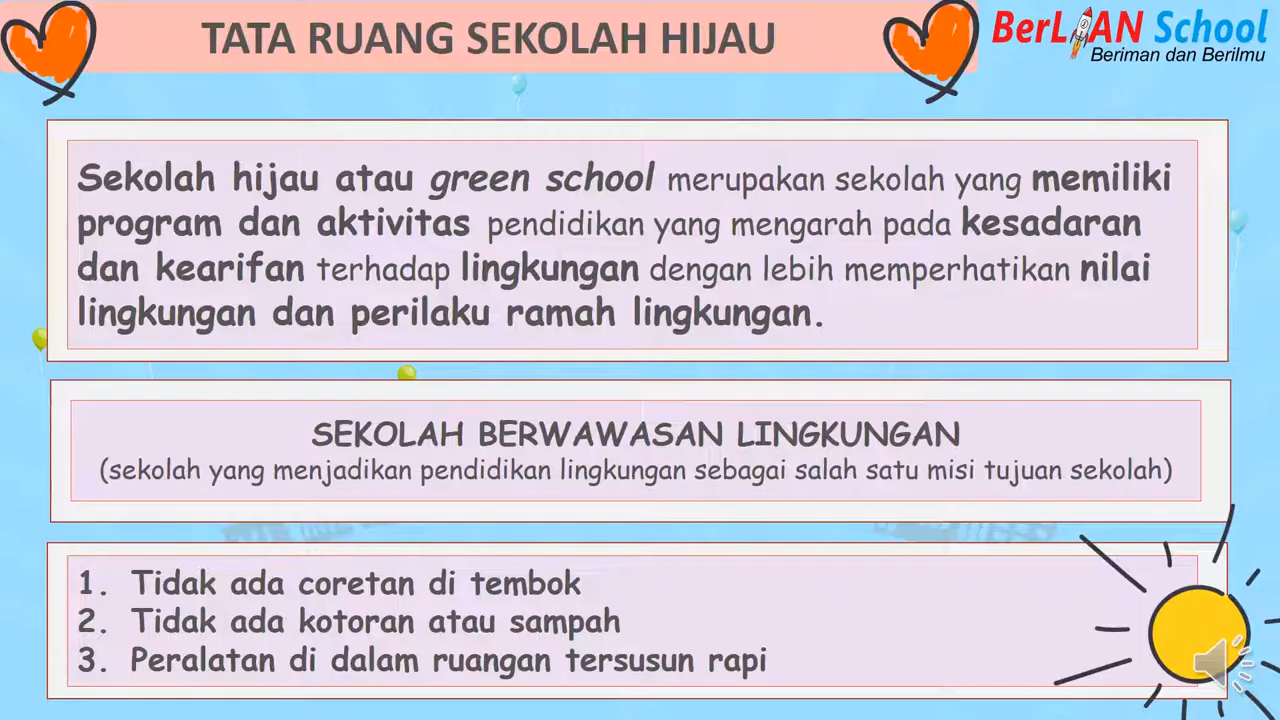 TATA RUANG SEKOLAH HIJAU
BerLIAN School
Beriman dan Berilmu
Sekolah hijau atau green school merupakan sekolah yang memiliki
program dan aktivitas pendidikan yang mengarah pada kesadaran
dan kearifan terhadap lingkungan dengan lebih memperhatikan nilai
lingkungan dan perilaku ramah lingkungan.
SEKOLAH BERWAWASAN LINGKUNGAN
(sekolah yang menjadikan pendidikan lingkungan sebagai salah satu misi tujuan sekolah)
1. Tidak ada coretan di tembok
2. Tidak ada kotoran atau sampah
3. Peralatan di dalam ruangan tersusun rapi